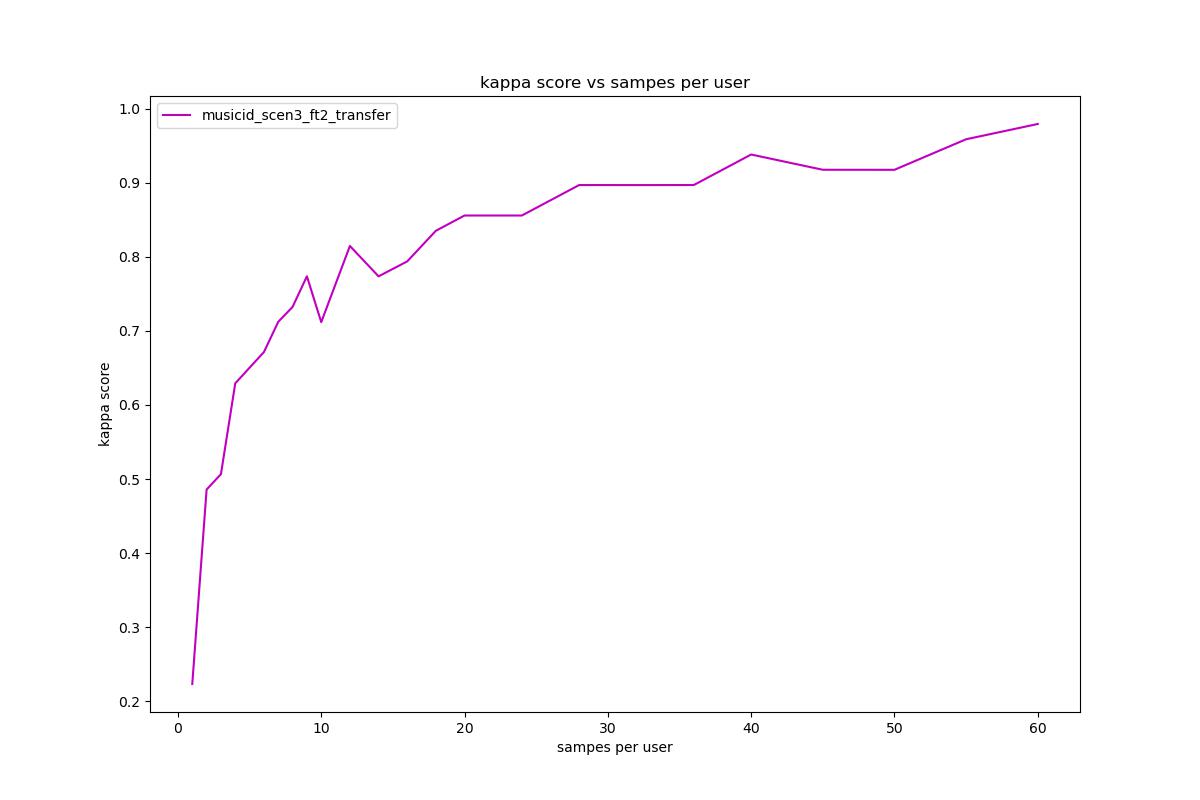 kappa score vs sampes per user
musicid_scen3_ft2_transfer
1.0
0.9
0.8
0.7
0.6
0.5
0.4
0.3
0.2
kappa score
0 10 20 30 40 50 60
sampes per user